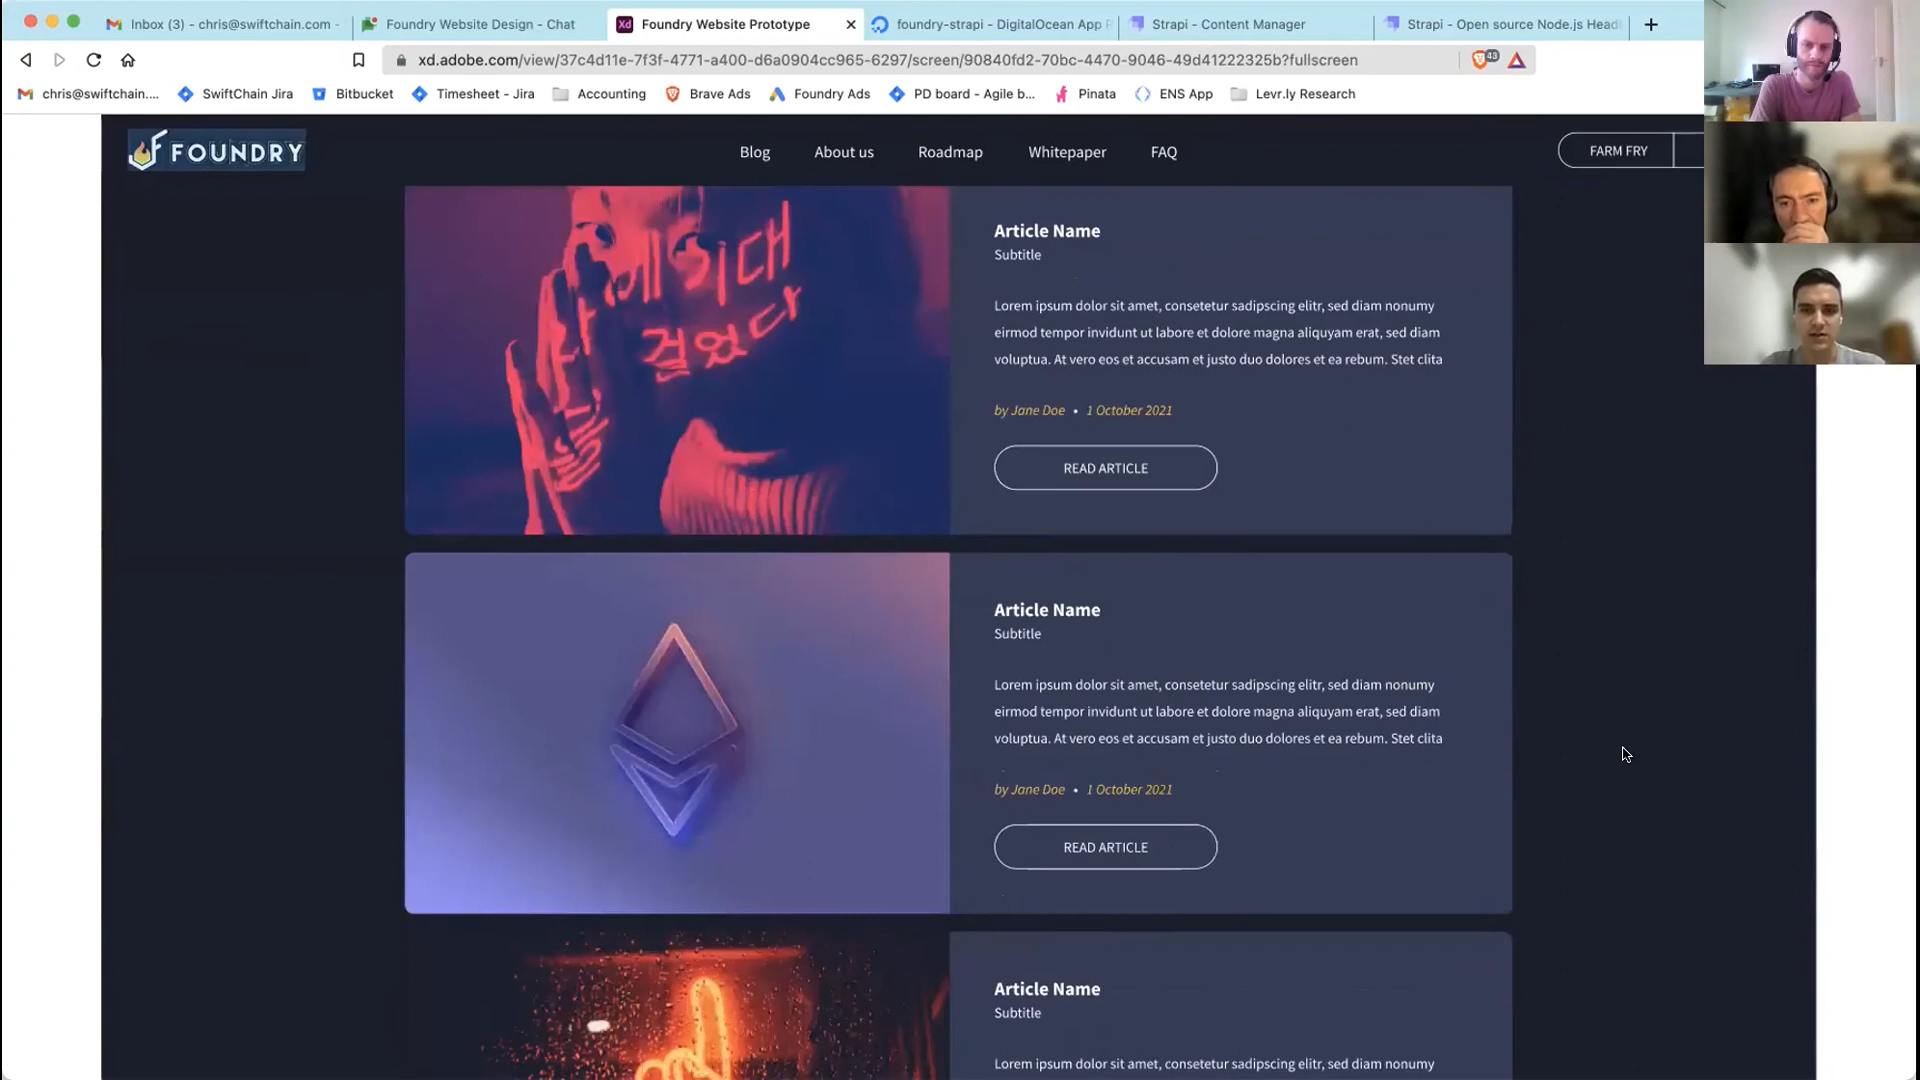 Inbox (3) - chris@swiftchain.com -
Foundry Website Design - Chat
Xd
Foundry Website Prototype
foundry-strapi - DigitalOcean App P
Strapi - Content Manager
Strapi - Open source Node.js Head
xd.adobe.com/view/37c4d11e-7f3f-4771-a400-d6a0904cc965-6297/screen/90840fd2-70bc-4470-9046-49d41222325b?fullscreen
chris@swiftchain....
SwiftChain Jira
Bitbucket
Timesheet - Jira
Accounting
Brave Ads
Foundry Ads
PD board - Agile b...
Pinata
ENS App
Levr.ly Research
FOUNDRY
Blog
About us
Roadmap
Whitepaper
FAQ
FARM FRY
걸었다
Article Name
Subtitle
Lorem ipsum dolor sit amet, consetetur sadipscing elitr, sed diam nonumy
eirmod tempor invidunt ut labore et dolore magna aliquyam erat, sed diam
voluptua. At vero eos et accusam et justo duo dolores et ea rebum. Stet clita
by Jane Doe • 1 October 2021
READ ARTICLE
Article Name
Subtitle
Lorem ipsum dolor sit amet, consetetur sadipscing elitr, sed diam nonumy
eirmod tempor invidunt ut labore et dolore magna aliquyam erat, sed diam
voluptua. At vero eos et accusam et justo duo dolores et ea rebum. Stet clita
by Jane Doe • 1 October 2021
READ ARTICLE
Article Name
Subtitle
Lorem ipsum dolor sit amet, consetetur sadipscing elitr, sed diam nonumy